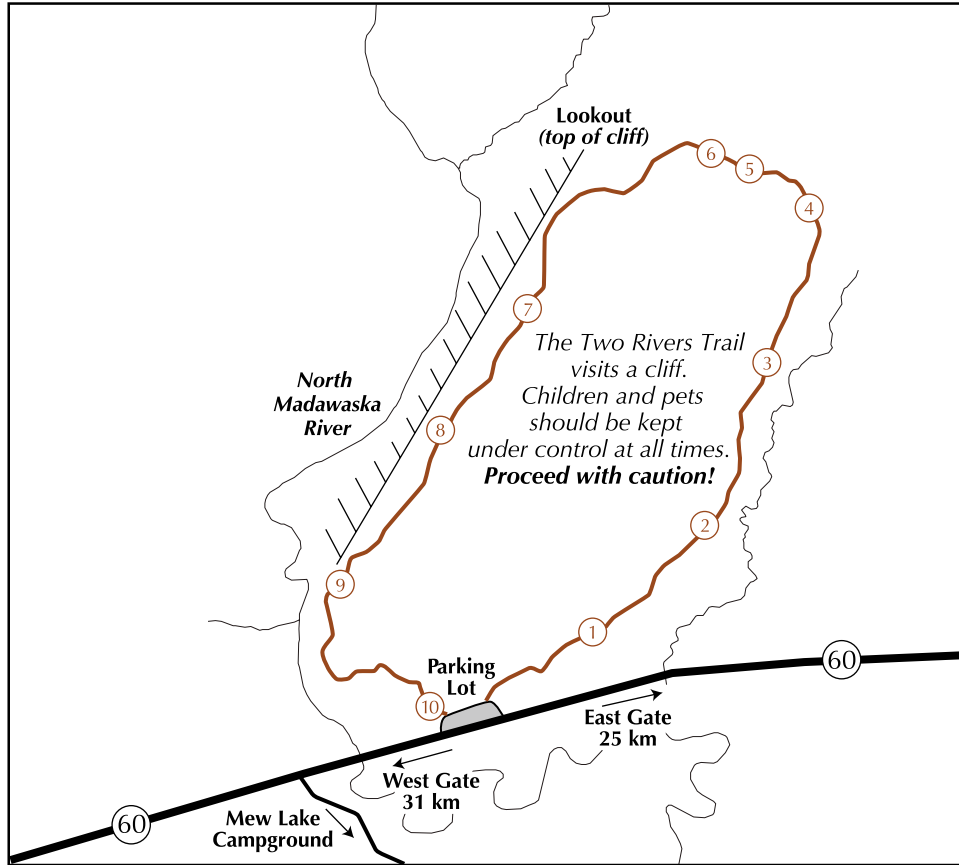 Lookout
(top of cliff)
6
5
4
7
The Two Rivers Trail
visits a cliff.
Children and pets
should be kept
under control at all times.
Proceed with caution!
3
North
Madawaska
River
8
2
9
1
Parking
Lot
10
60
East Gate
25 km
West Gate
31 km
60
Mew Lake
Campground